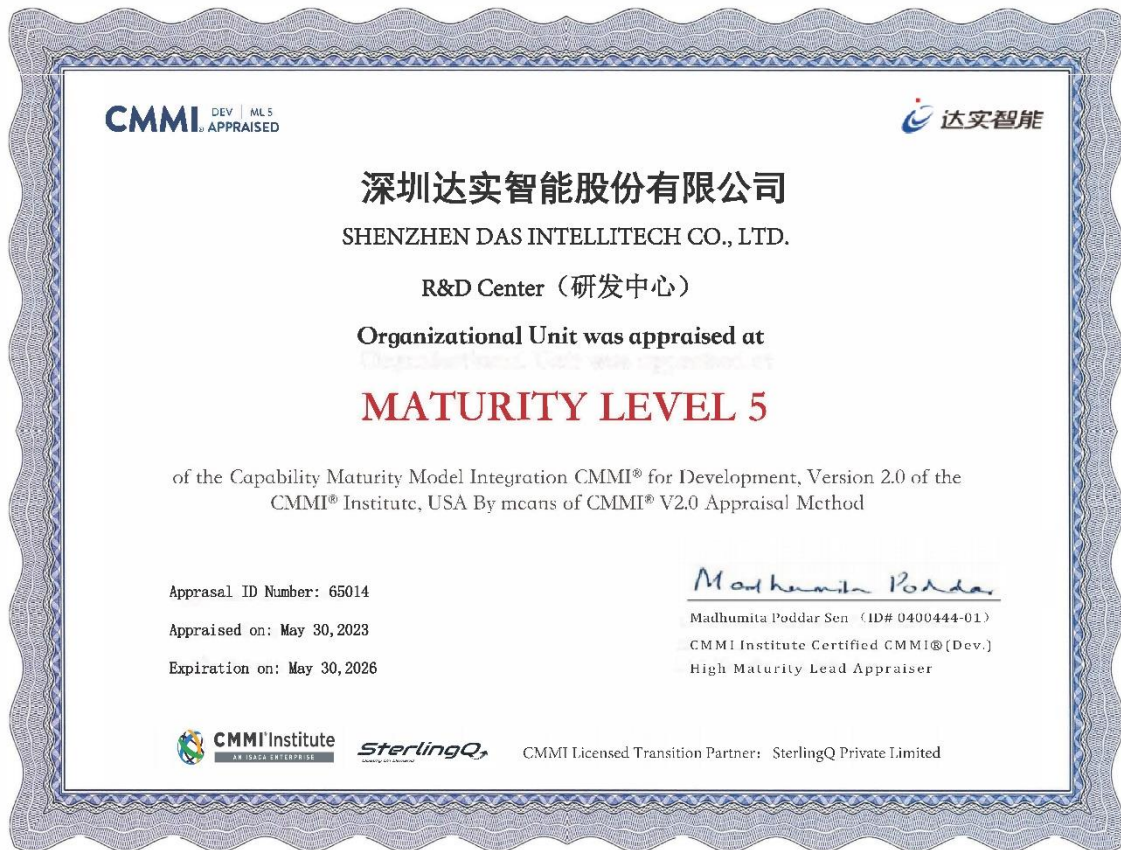 CMMI® DEV | ML 5
APPRAISED
达实智能
深圳达实智能股份有限公司
SHENZHEN DAS INTELLITECH CO., LTD.
R&D Center（研发中心）
Organizational Unit was appraised at
MATURITY LEVEL 5
of the Capability Maturity Model Integration CMMI® for Development, Version 2.0 of the
CMMI® Institute, USA By means of CMMI® V2.0 Appraisal Method
Apprasal ID Number: 65014
Appraised on: May 30,2023
Expiration on: May 30,2026
Madhumita Poddar
Madhumita Poddar Sen （ID# 0400444-01）
CMMI Institute Certified CMMI®(Dev.)
High Maturity Lead Appraiser
CMMI® Institute
AN ISACA ENTERPRISE
SterlingQ
Quality On Demand
CMMI Licensed Transition Partner: SterlingQ Private Limited